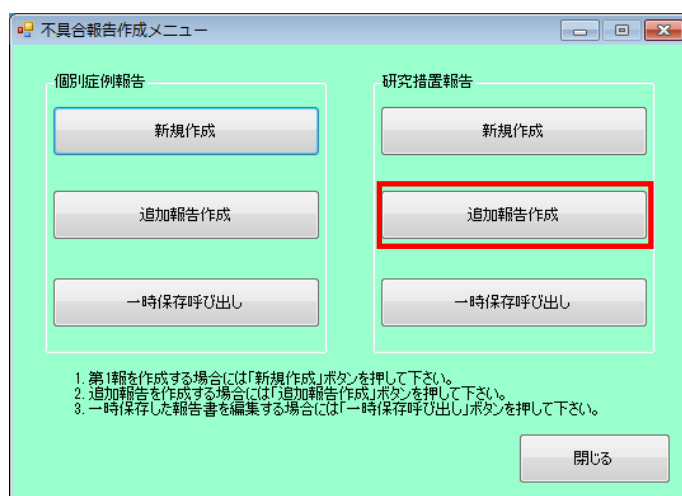 不具合報告作成メニュー
個別症例報告
新規作成
追加報告作成
一時保存呼び出し
研究措置報告
新規作成
追加報告作成
一時保存呼び出し
1. 第1報を作成する場合には「新規作成」ボタンを押して下さい。
2. 追加報告を作成する場合には「追加報告作成」ボタンを押して下さい。
3. 一時保存した報告書を編集する場合には「一時保存呼び出し」ボタンを押して下さい。
閉じる